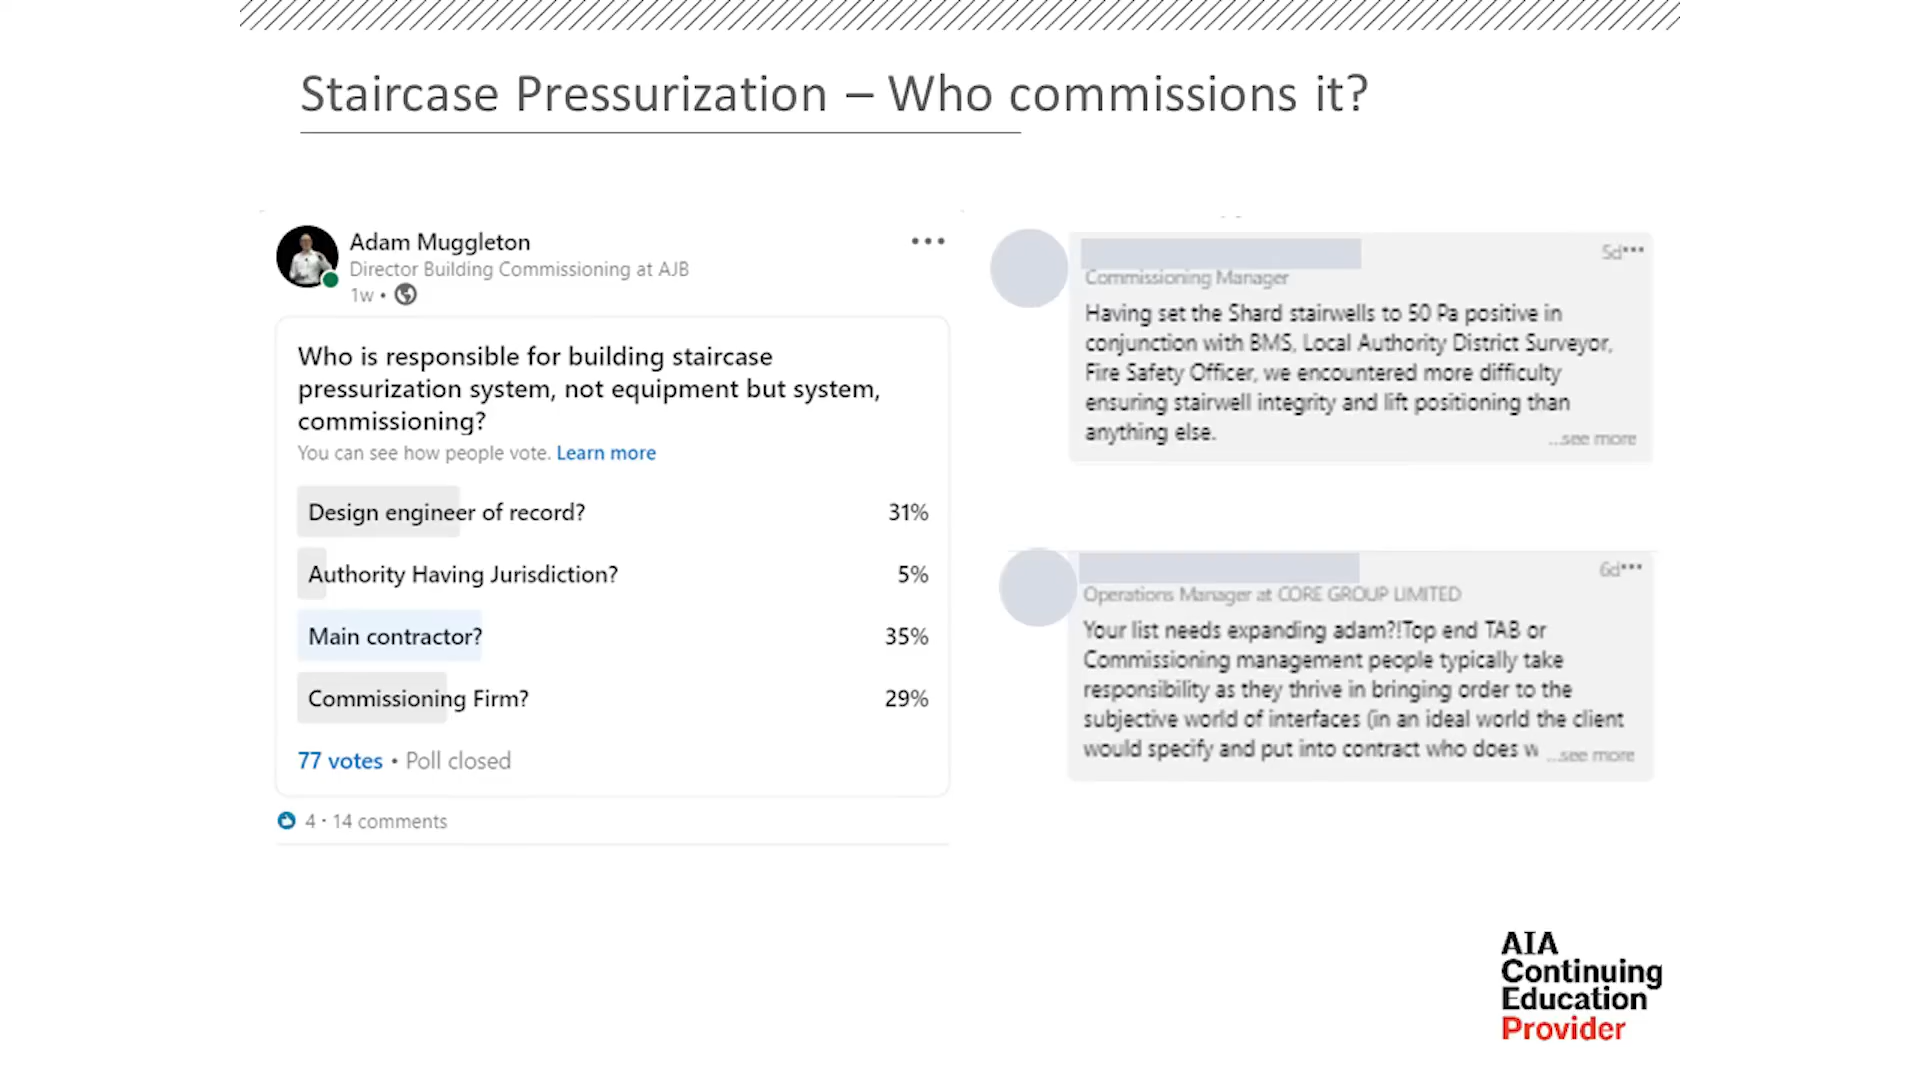 Staircase Pressurization – Who commissions it?
Adam Muggleton
Director Building Commissioning at AJB
1w •
Who is responsible for building staircase
pressurization system, not equipment but system,
commissioning?
You can see how people vote. Learn more
Design engineer of record? 31%
Authority Having Jurisdiction? 5%
Main contractor? 35%
Commissioning Firm? 29%
77 votes • Poll closed
4 · 14 comments
5d
Commissioning Manager
Having set the Shard stairwells to 50 Pa positive in
conjunction with BMS, Local Authority District Surveyor,
Fire Safety Officer, we encountered more difficulty
ensuring stairwell integrity and lift positioning than
anything else.
...see more
6d
Operations Manager at CORE GROUP LIMITED
Your list needs expanding adam?!Top end TAB or
Commissioning management people typically take
responsibility as they thrive in bringing order to the
subjective world of interfaces (in an ideal world the client
would specify and put into contract who does w ...see more
AIA
Continuing
Education
Provider